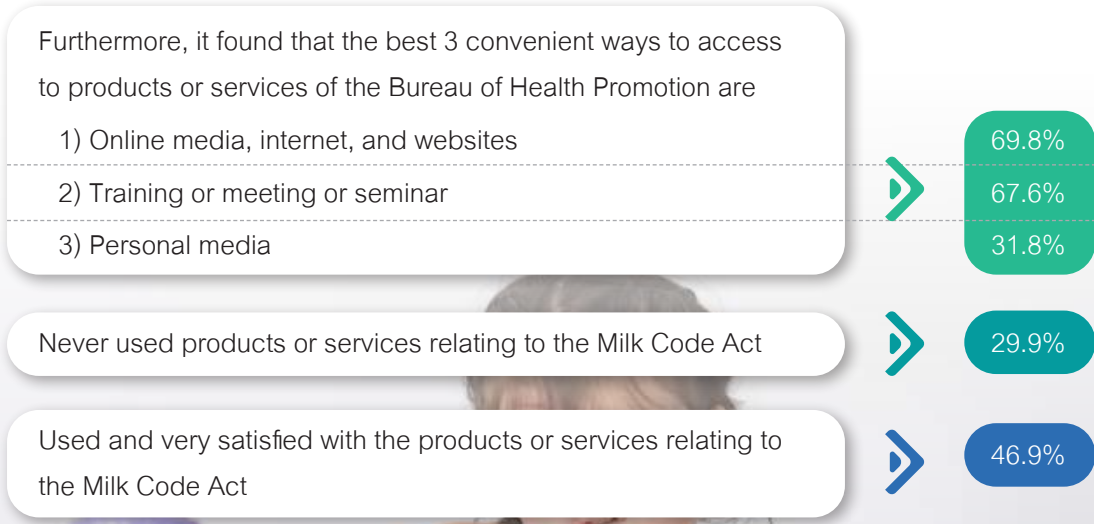 Furthermore, it found that the best 3 convenient ways to access
to products or services of the Bureau of Health Promotion are
1) Online media, internet, and websites
69.8%
2) Training or meeting or seminar
67.6%
3) Personal media
31.8%
Never used products or services relating to the Milk Code Act
29.9%
Used and very satisfied with the products or services relating to
the Milk Code Act
46.9%